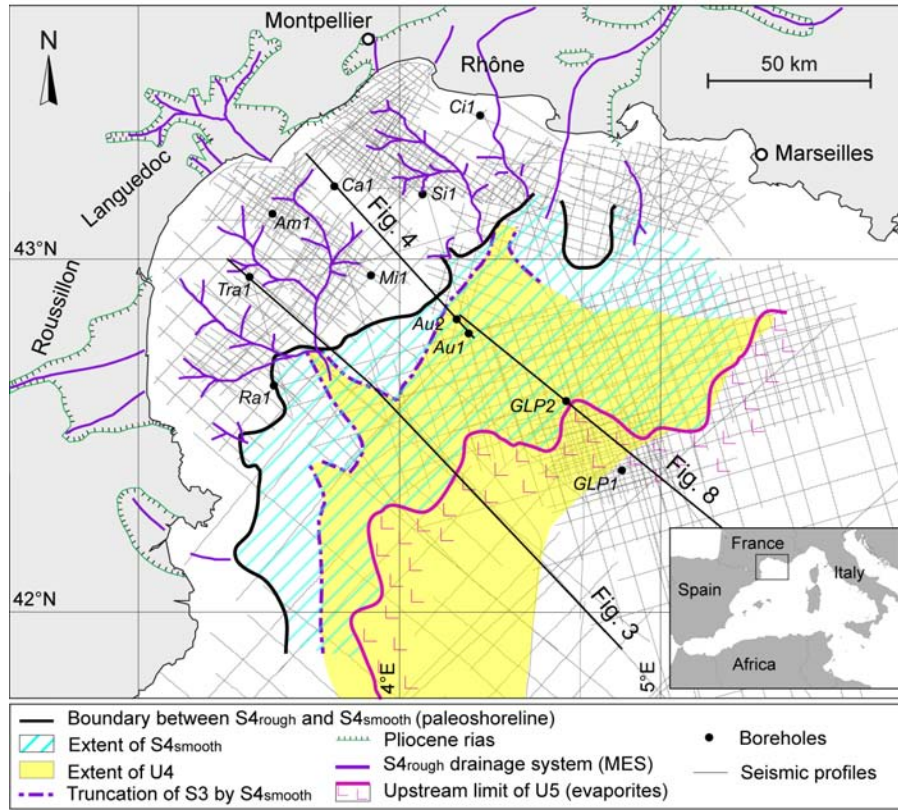 Montpellier
N
Rhône
50 km
Ci1
Marseilles
Languedoc
Ca1
Si1
Am1
Fig. 4
43°N
Tra1
Mi1
Roussillon
Au2
Au1
Ra1
GLP2
GLP1
Fig. 8
42°N
Fig. 3
4°E
5°E
France
Spain
Italy
Africa
Boundary between S4rough and S4smooth (paleoshoreline)
Extent of S4smooth
Extent of U4
Truncation of S3 by S4smooth
Pliocene rias
S4rough drainage system (MES)
Upstream limit of U5 (evaporites)
Boreholes
Seismic profiles